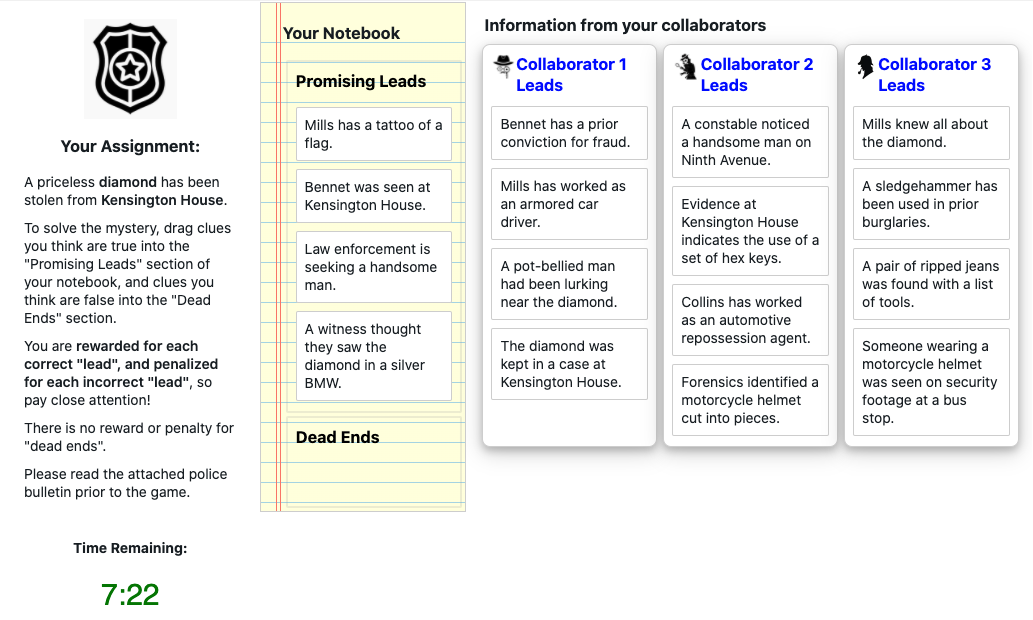 Your Assignment:
A priceless diamond has been
stolen from Kensington House.
To solve the mystery, drag clues
you think are true into the
"Promising Leads" section of
your notebook, and clues you
think are false into the "Dead
Ends" section.
You are rewarded for each
correct "lead", and penalized
for each incorrect "lead", so
pay close attention!
There is no reward or penalty for
"dead ends".
Please read the attached police
bulletin prior to the game.
Time Remaining:
7:22
Your Notebook
Promising Leads
Mills has a tattoo of a
flag.
Bennet was seen at
Kensington House.
Law enforcement is
seeking a handsome
man.
A witness thought
they saw the
diamond in a silver
BMW.
Dead Ends
Information from your collaborators
Collaborator 1
Leads
Bennet has a prior
conviction for fraud.
Mills has worked as
an armored car
driver.
A pot-bellied man
had been lurking
near the diamond.
The diamond was
kept in a case at
Kensington House.
Collaborator 2
Leads
A constable noticed
a handsome man on
Ninth Avenue.
Evidence at
Kensington House
indicates the use of a
set of hex keys.
Collins has worked
as an automotive
repossession agent.
Forensics identified a
motorcycle helmet
cut into pieces.
Collaborator 3
Leads
Mills knew all about
the diamond.
A sledgehammer has
been used in prior
burglaries.
A pair of ripped jeans
was found with a list
of tools.
Someone wearing a
motorcycle helmet
was seen on security
footage at a bus
stop.